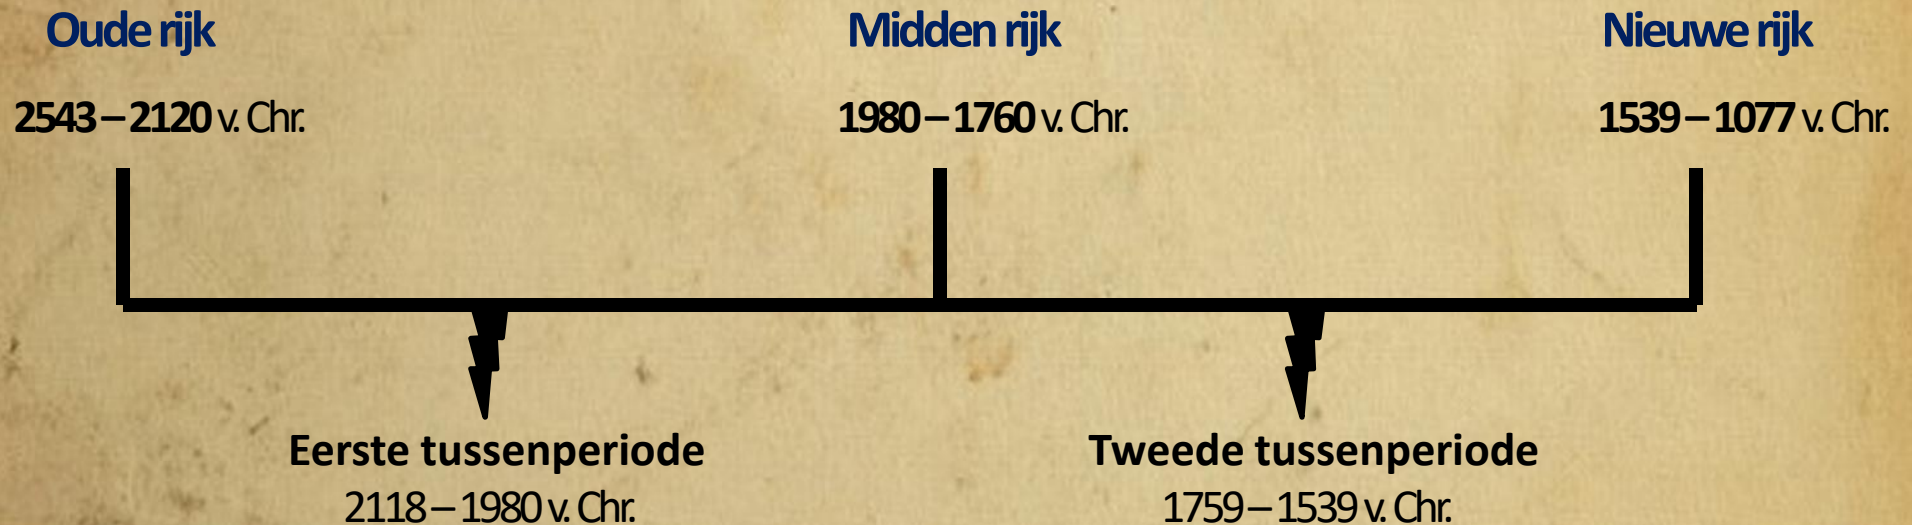 Oude rijk Midden rijk Nieuwe rijk
2543 – 2120 v. Chr. 1980 – 1760 v. Chr. 1539 – 1077 v. Chr.
Eerste tussenperiode Tweede tussenperiode
2118 – 1980 v. Chr. 1759 – 1539 v. Chr.